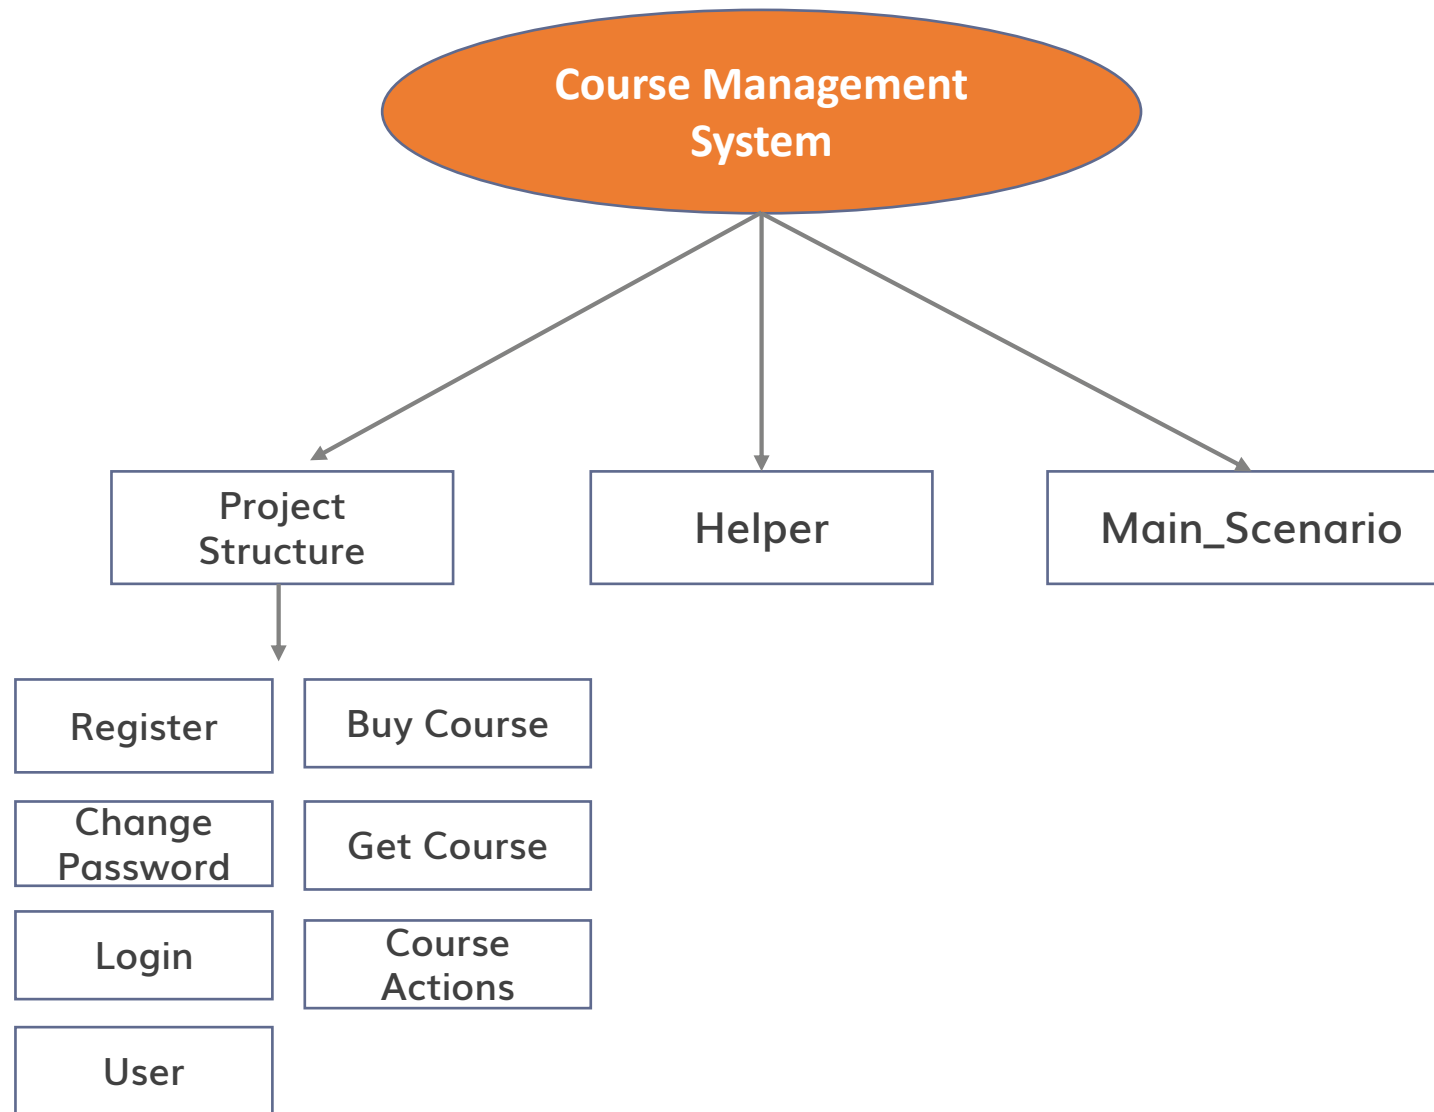 Course Management
System
Project
Structure
Helper
Main_Scenario
Register
Buy Course
Change
Password
Get Course
Login
Course
Actions
User